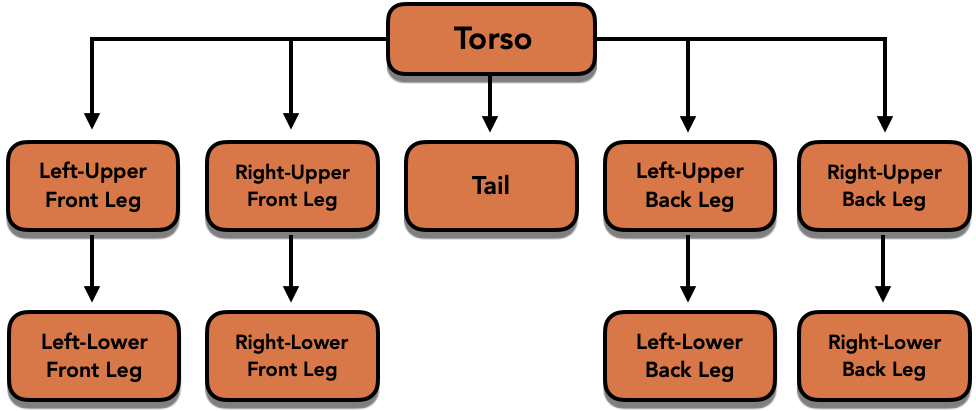 Torso
Left-Upper
Front Leg
Right-Upper
Front Leg
Tail
Left-Upper
Back Leg
Right-Upper
Back Leg
Left-Lower
Front Leg
Right-Lower
Front Leg
Left-Lower
Back Leg
Right-Lower
Back Leg